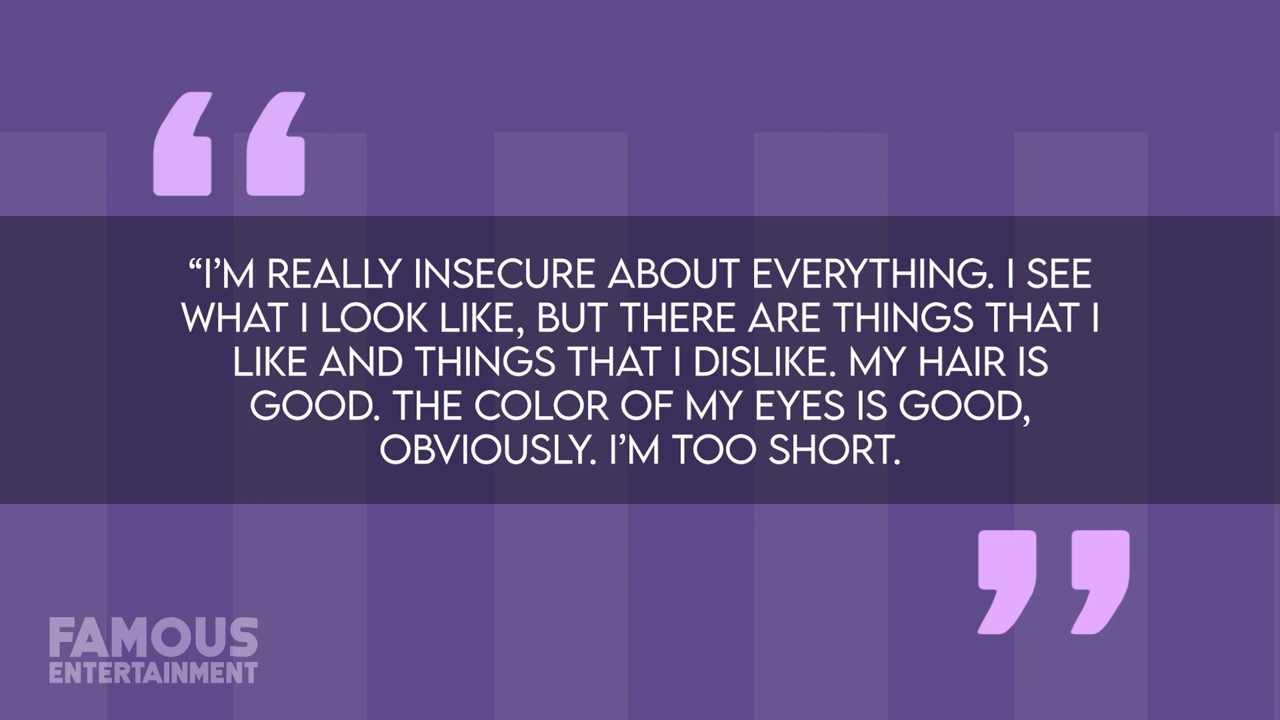 “I’M REALLY INSECURE ABOUT EVERYTHING. I SEE
WHAT I LOOK LIKE, BUT THERE ARE THINGS THAT I
LIKE AND THINGS THAT I DISLIKE. MY HAIR IS
GOOD. THE COLOR OF MY EYES IS GOOD,
OBVIOUSLY. I’M TOO SHORT.
FAMOUS
ENTERTAINMENT